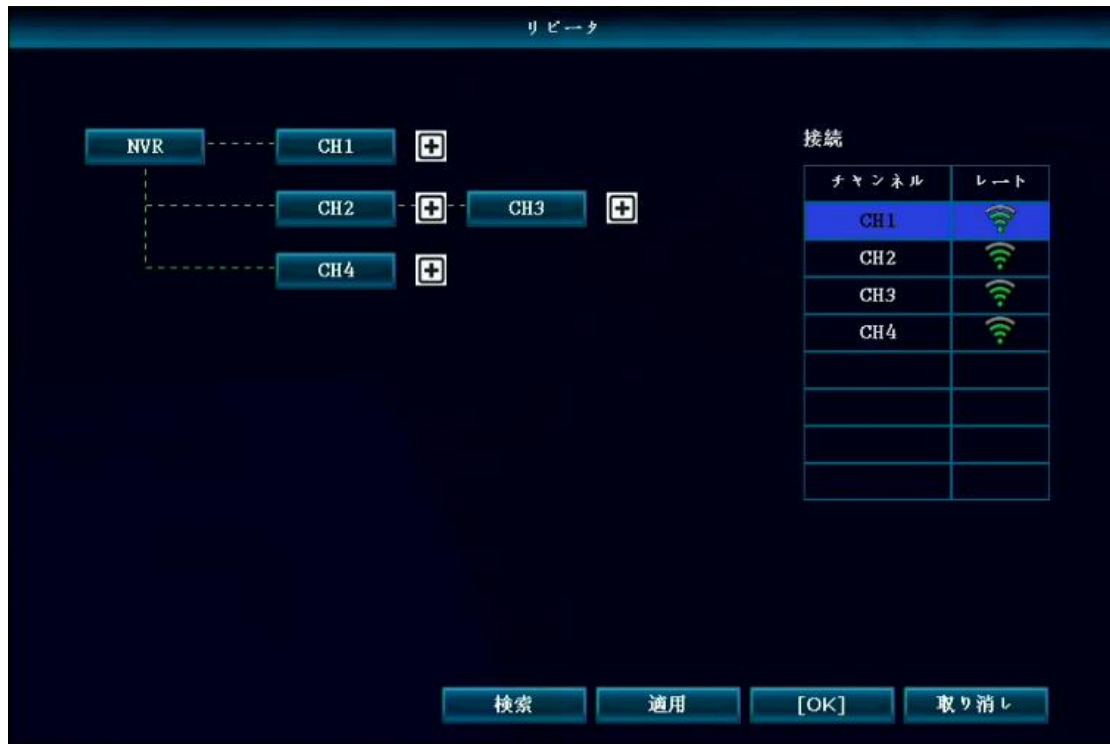 リピータ
NVR CH1
CH2 CH3
CH4
接続
チャンネル レート
CH1
CH2
CH3
CH4
検索 適用 [OK] 取り消し